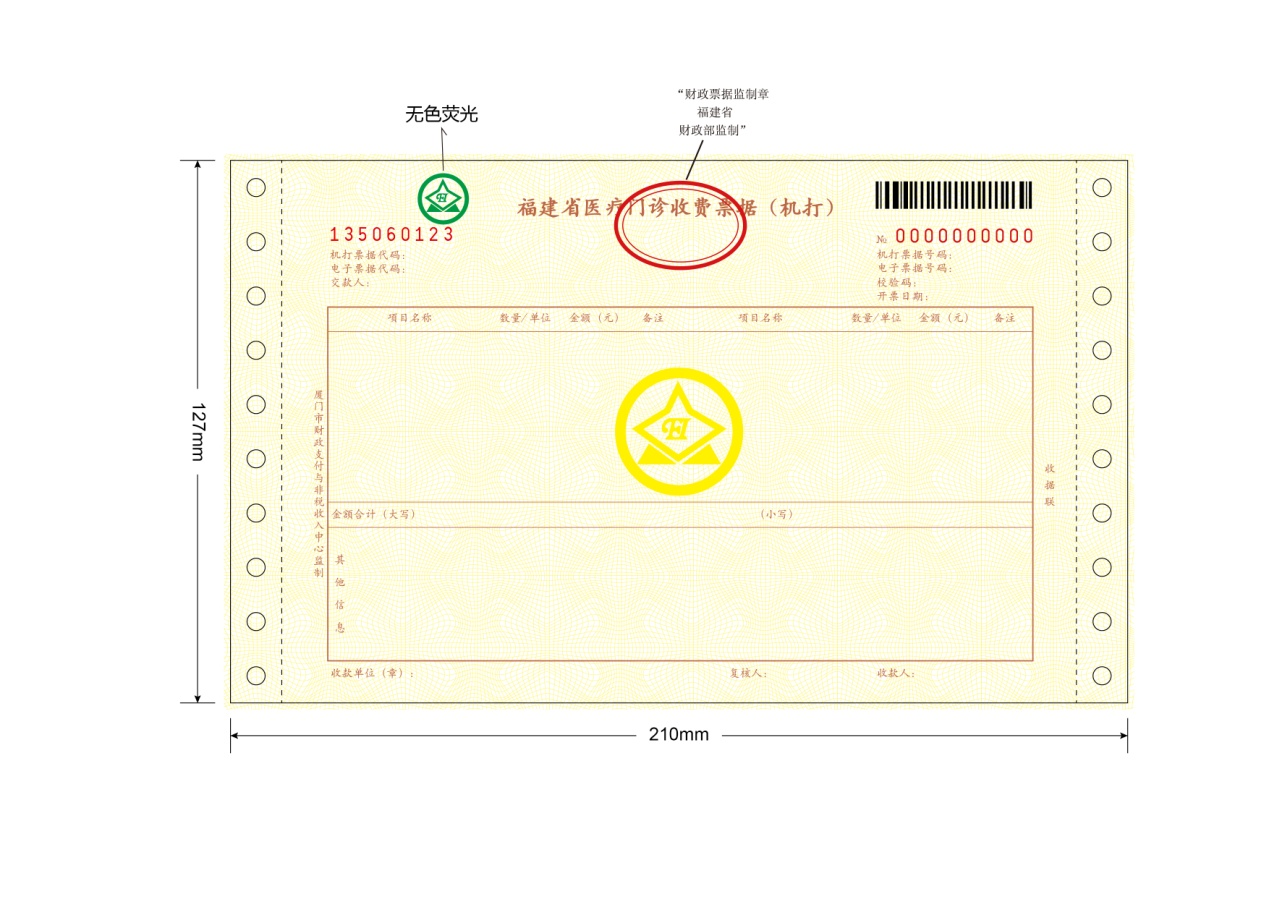 “财政票据监制章
福建省
财政部监制”
无色荧光
福建省医疗门诊收费票据（机打）
135060123
№ 0000000000
机打票据代码：
电子票据代码：
交款人：
机打票据号码：
电子票据号码：
校验码：
开票日期：
项目名称 数量/单位 金额（元） 备注 项目名称 数量/单位 金额（元） 备注
厦门市财政支付与非税收入中心监制
收据联
金额合计（大写） （小写）
其他信息
收款单位（章）： 复核人： 收款人：
127mm
210mm